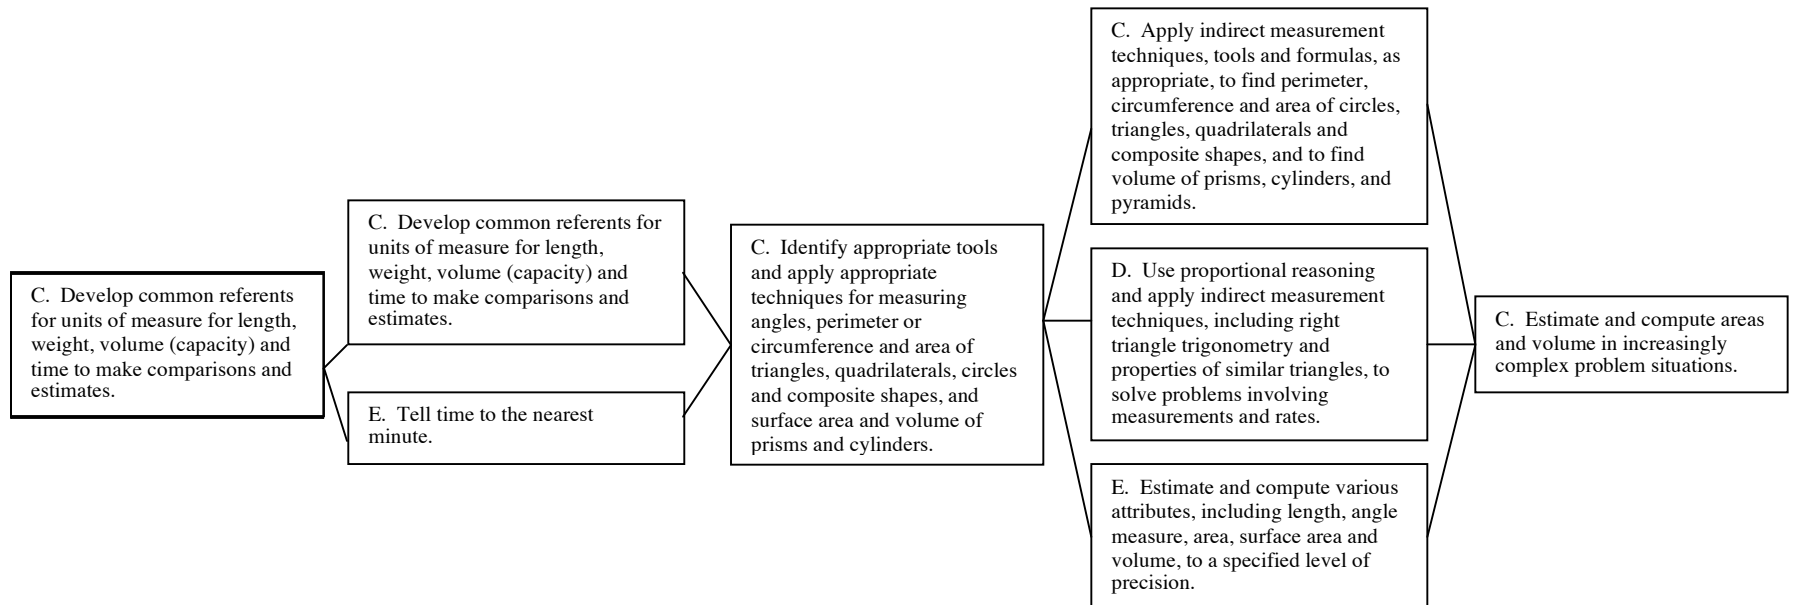 C. Develop common referents
for units of measure for length,
weight, volume (capacity) and
time to make comparisons and
estimates.
C. Develop common referents for
units of measure for length,
weight, volume (capacity) and
time to make comparisons and
estimates.
E. Tell time to the nearest
minute.
C. Identify appropriate tools
and apply appropriate
techniques for measuring
angles, perimeter or
circumference and area of
triangles, quadrilaterals, circles
and composite shapes, and
surface area and volume of
prisms and cylinders.
C. Apply indirect measurement
techniques, tools and formulas, as
appropriate, to find perimeter,
circumference and area of circles,
triangles, quadrilaterals and
composite shapes, and to find
volume of prisms, cylinders, and
pyramids.
D. Use proportional reasoning
and apply indirect measurement
techniques, including right
triangle trigonometry and
properties of similar triangles, to
solve problems involving
measurements and rates.
E. Estimate and compute various
attributes, including length, angle
measure, area, surface area and
volume, to a specified level of
precision.
C. Estimate and compute areas
and volume in increasingly
complex problem situations.